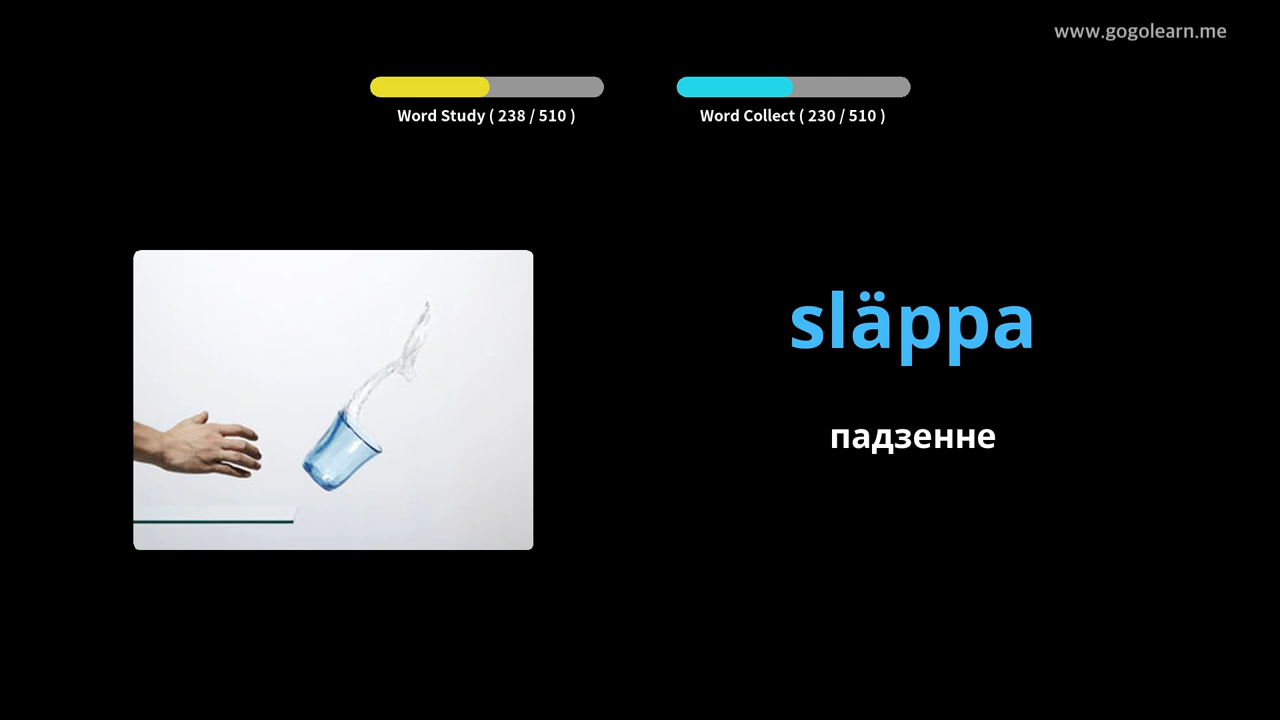 www.gogolearn.me
Word Study ( 238 / 510 )
Word Collect ( 230 / 510 )
släppa
падзенне